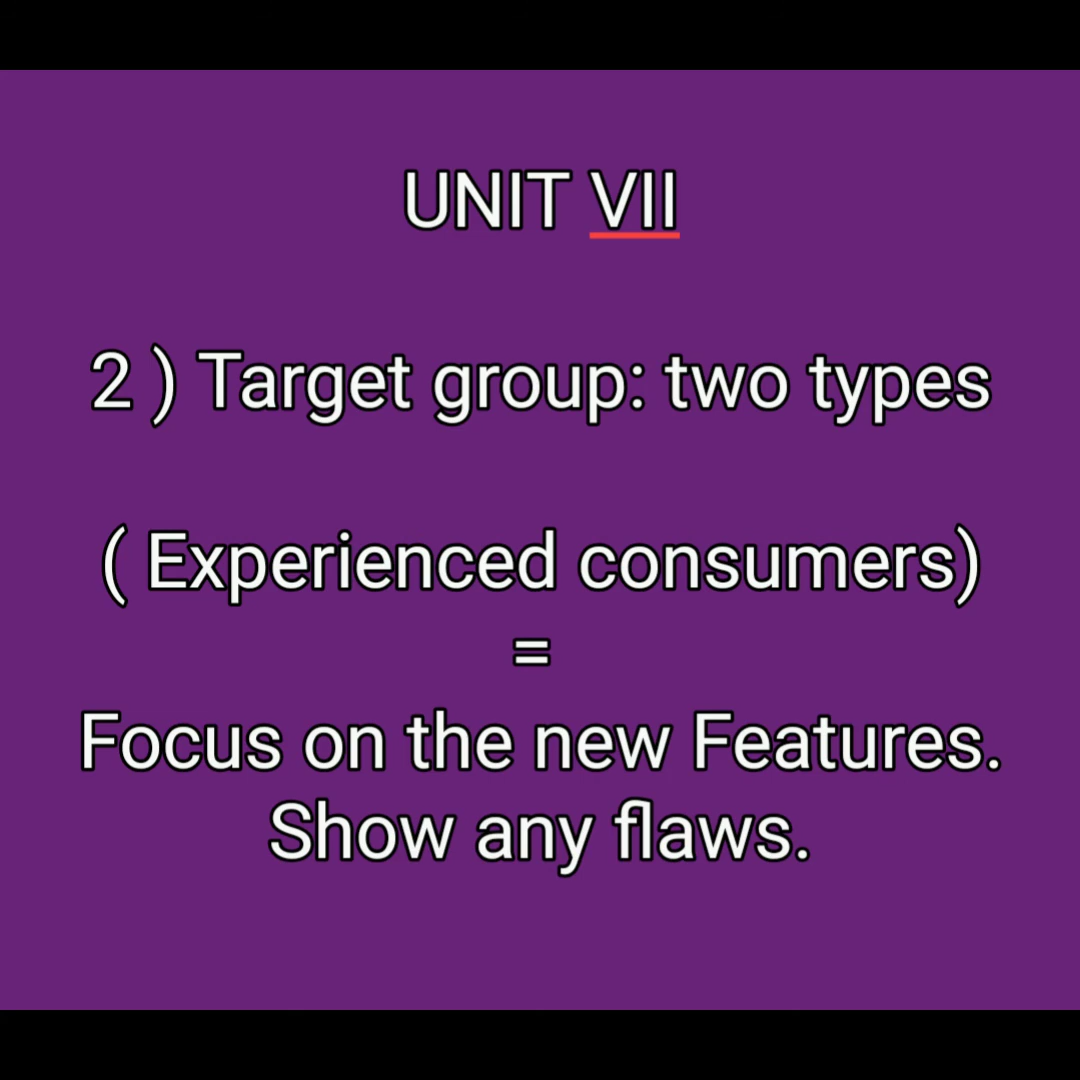 UNIT VII
2 ) Target group: two types
( Experienced consumers)
=
Focus on the new Features.
Show any flaws.